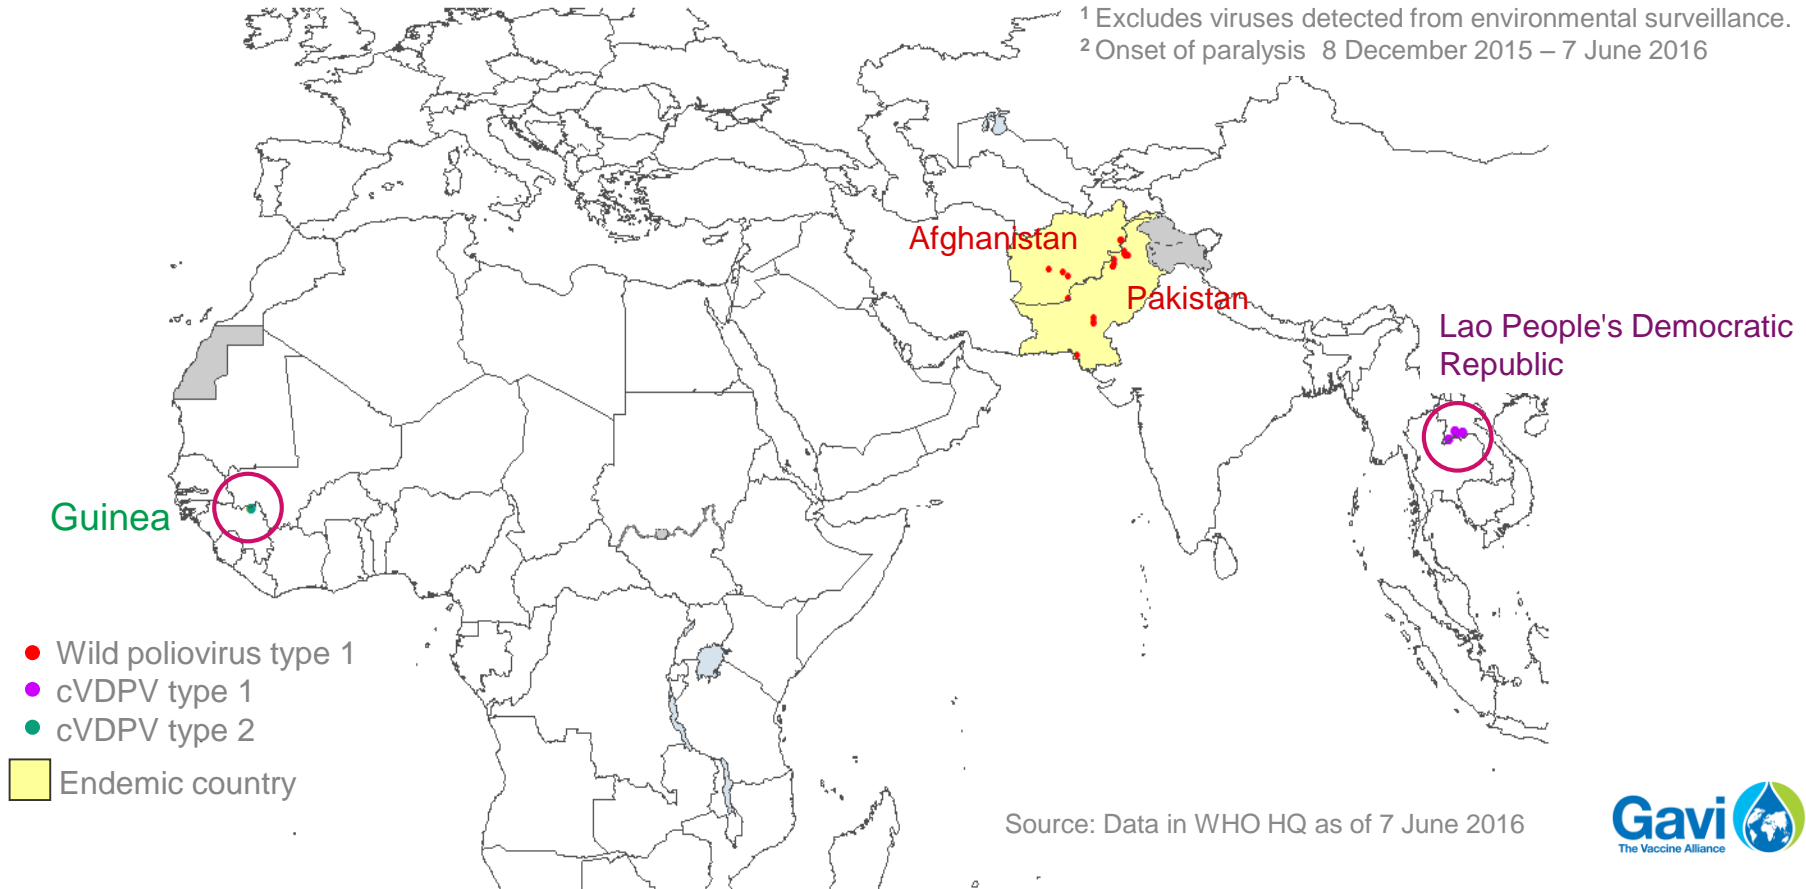 ¹ Excludes viruses detected from environmental surveillance.
² Onset of paralysis 8 December 2015 – 7 June 2016
Afghanistan
Pakistan
Lao People's Democratic
Republic
Guinea
Wild poliovirus type 1
cVDPV type 1
cVDPV type 2
Endemic country
Source: Data in WHO HQ as of 7 June 2016
Gavi
The Vaccine Alliance